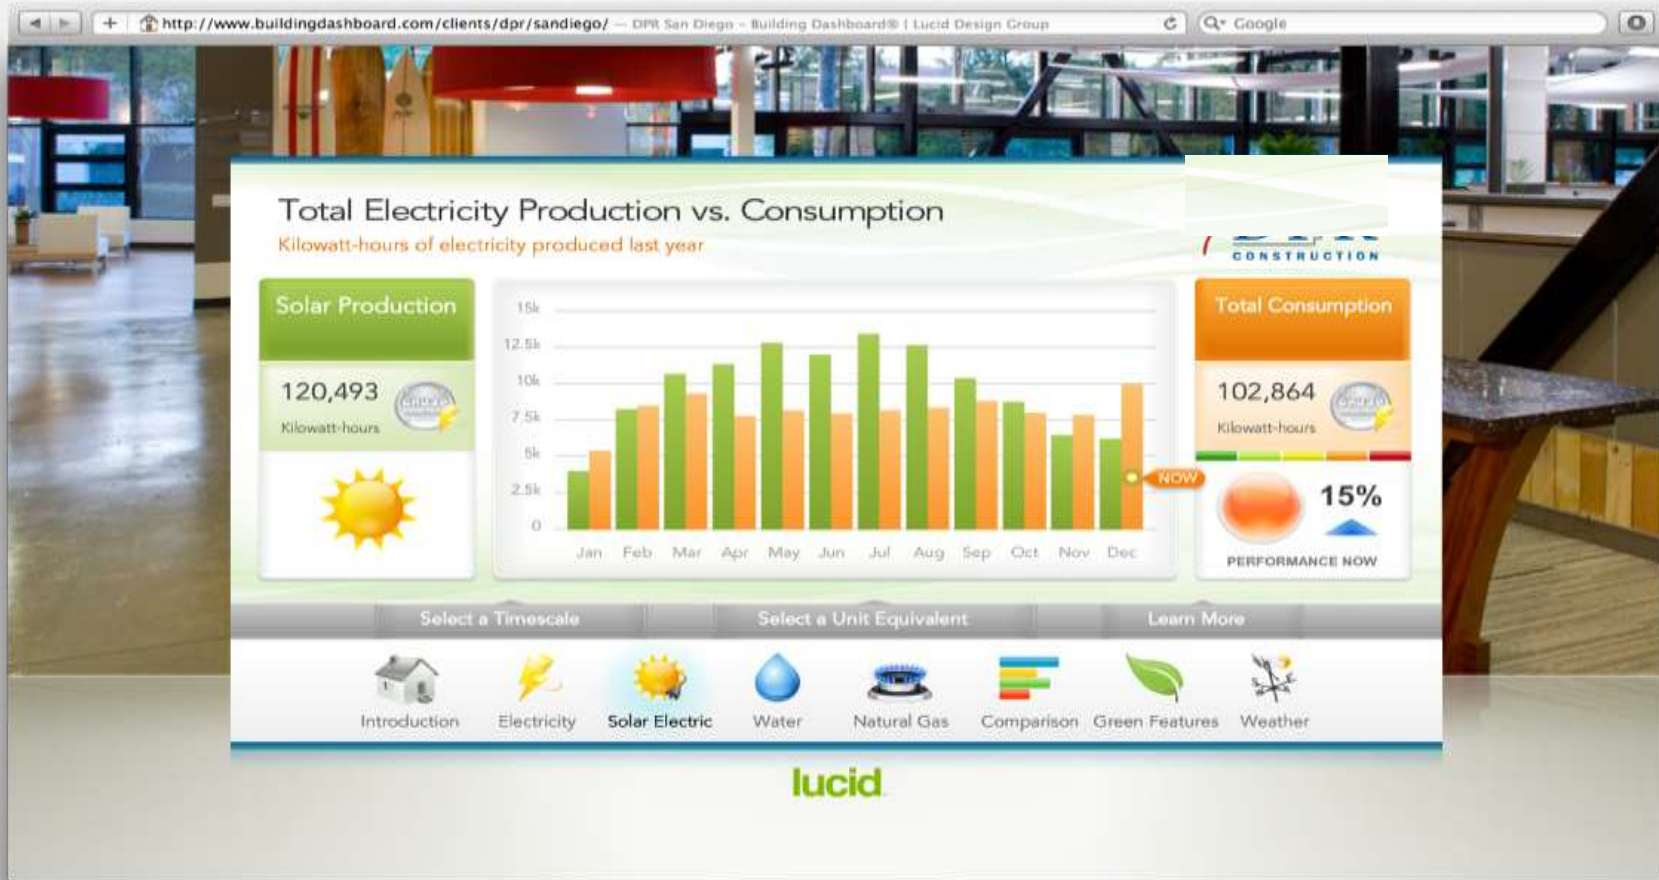 http://www.buildingdashboard.com/clients/dpr/sandiego/ — DPR San Diego - Building Dashboard® | Lucid Design Group
Google
Total Electricity Production vs. Consumption
Kilowatt-hours of electricity produced last year
CONSTRUCTION
Solar Production
120,493
Kilowatt-hours
15k
12.5k
10k
7.5k
5k
2.5k
0
Jan Feb Mar Apr May Jun Jul Aug Sep Oct Nov Dec
NOW
Total Consumption
102,864
Kilowatt-hours
15%
PERFORMANCE NOW
Select a Timescale
Select a Unit Equivalent
Learn More
Introduction
Electricity
Solar Electric
Water
Natural Gas
Comparison
Green Features
Weather
lucid